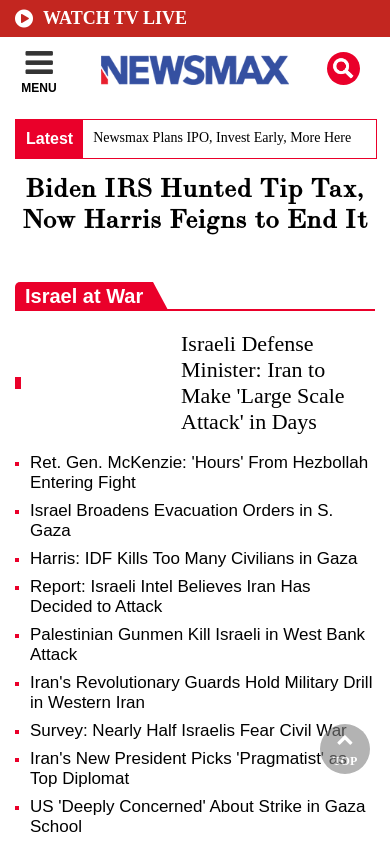 WATCH TV LIVE
MENU
NEWSMAX
Latest
Newsmax Plans IPO, Invest Early, More Here
Biden IRS Hunted Tip Tax,
Now Harris Feigns to End It
Israel at War
Israeli Defense
Minister: Iran to
Make 'Large Scale
Attack' in Days
Ret. Gen. McKenzie: 'Hours' From Hezbollah
Entering Fight
Israel Broadens Evacuation Orders in S.
Gaza
Harris: IDF Kills Too Many Civilians in Gaza
Report: Israeli Intel Believes Iran Has
Decided to Attack
Palestinian Gunmen Kill Israeli in West Bank
Attack
Iran's Revolutionary Guards Hold Military Drill
in Western Iran
Survey: Nearly Half Israelis Fear Civil War
Iran's New President Picks 'Pragmatist' as
Top Diplomat
TOP
US 'Deeply Concerned' About Strike in Gaza
School